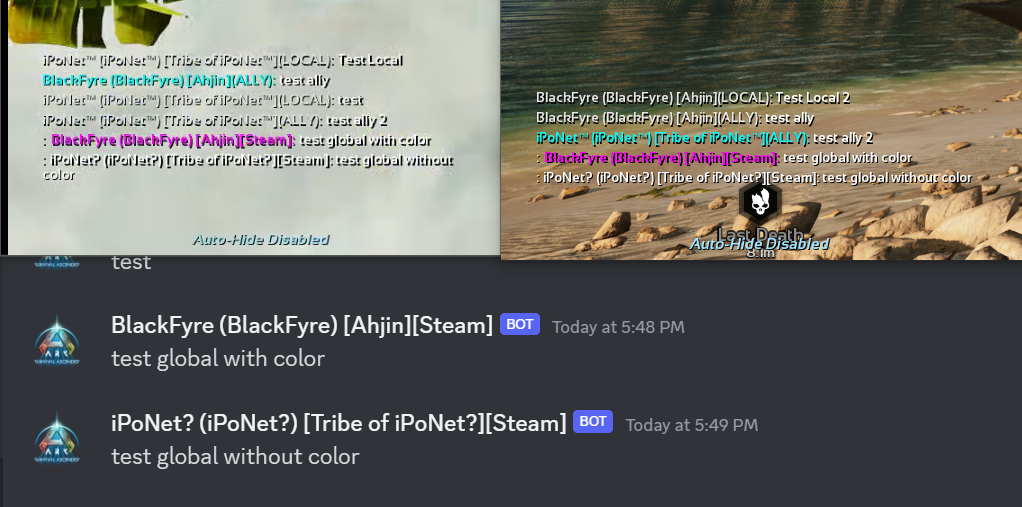 iPoNet™ (iPoNet™) [Tribe of iPoNet™](LOCAL): Test Local
BlackFyre (BlackFyre) [Ahjin](ALLY): test ally
iPoNet™ (iPoNet™) [Tribe of iPoNet™](LOCAL): test
iPoNet™ (iPoNet™) [Tribe of iPoNet™](ALLY): test ally 2
: BlackFyre (BlackFyre) [Ahjin][Steam]: test global with color
: iPoNet? (iPoNet?) [Tribe of iPoNet?][Steam]: test global without
color
Auto-Hide Disabled
BlackFyre (BlackFyre) [Ahjin](LOCAL): Test Local 2
BlackFyre (BlackFyre) [Ahjin](ALLY): test ally
iPoNet™ (iPoNet™) [Tribe of iPoNet™](ALLY): test ally 2
: BlackFyre (BlackFyre) [Ahjin][Steam]: test global with color
: iPoNet? (iPoNet?) [Tribe of iPoNet?][Steam]: test global without color
Last Death
Auto-Hide Disabled
8.1m
test
BlackFyre (BlackFyre) [Ahjin][Steam] BOT Today at 5:48 PM
test global with color
iPoNet? (iPoNet?) [Tribe of iPoNet?][Steam] BOT Today at 5:49 PM
test global without color